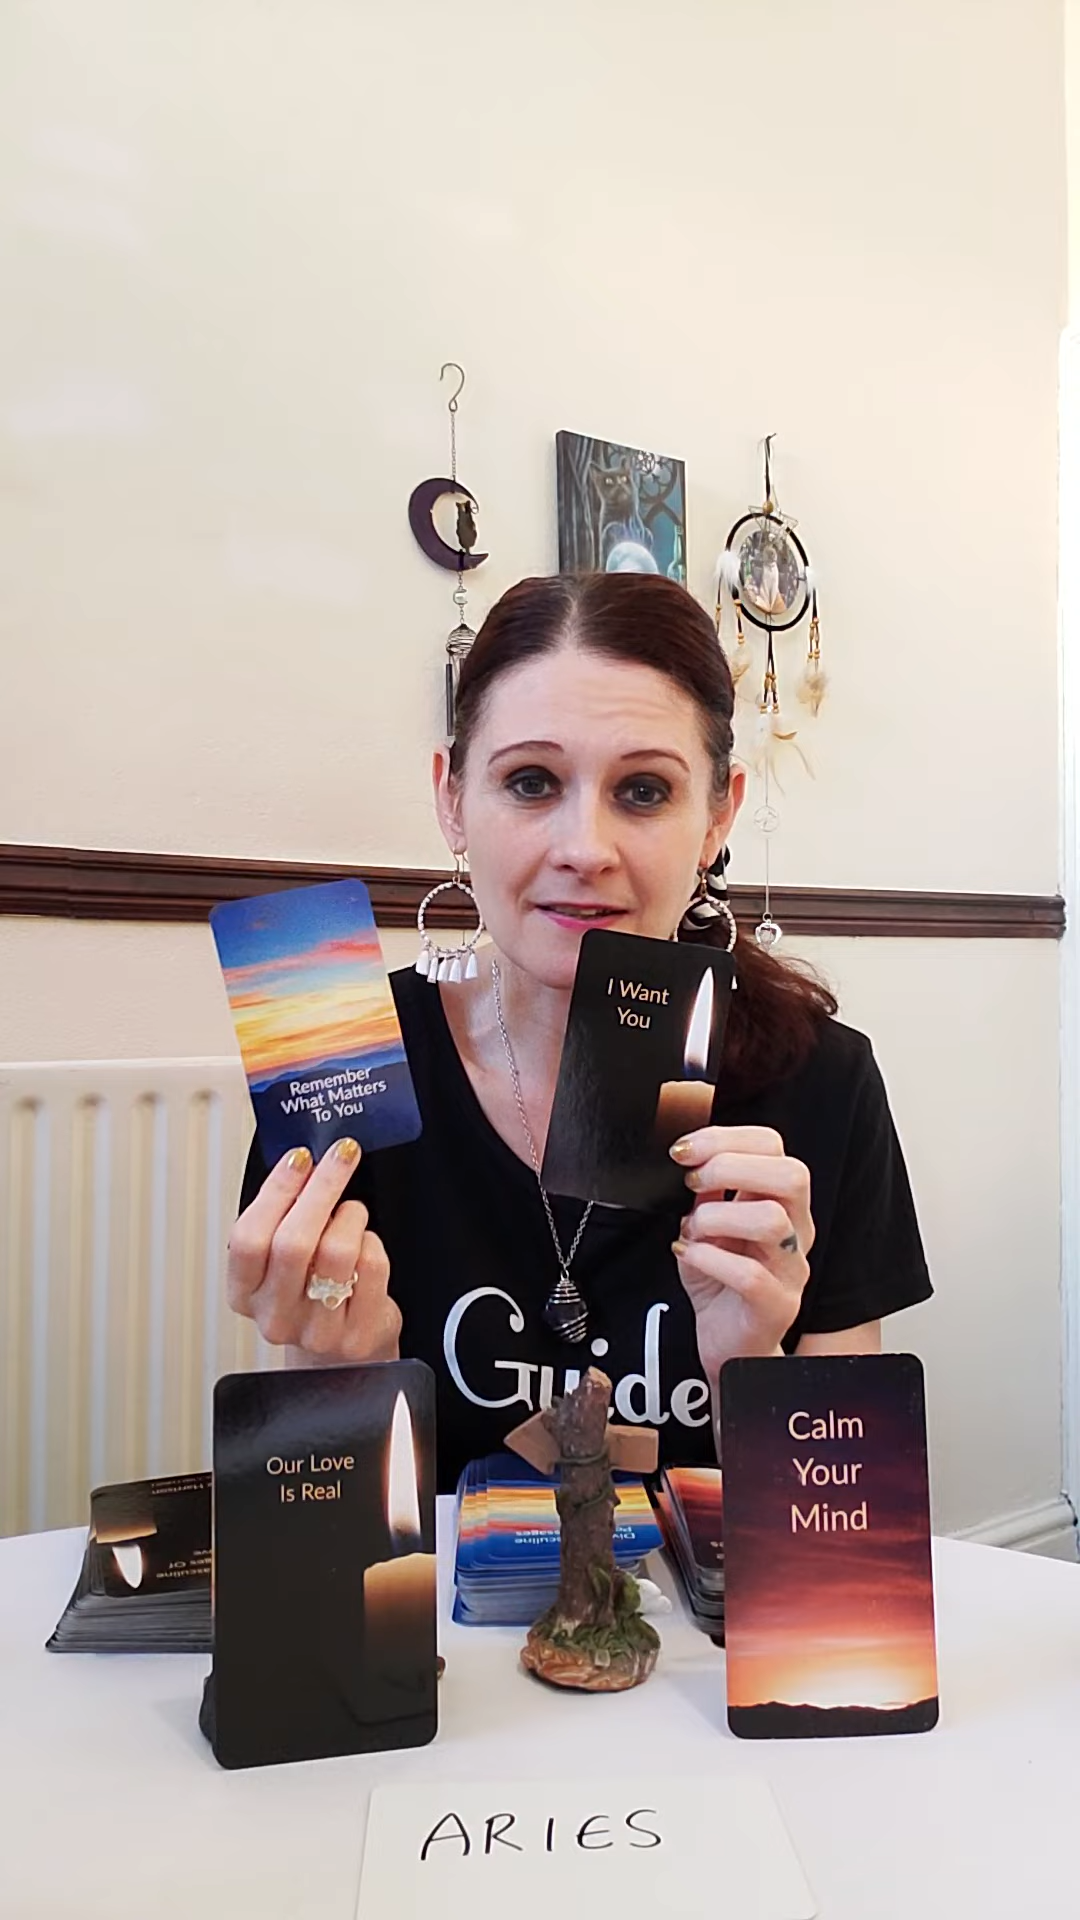 I Want
You
Remember
What Matters
To You
Guide
Our Love
Is Real
Calm
Your
Mind
ARIES